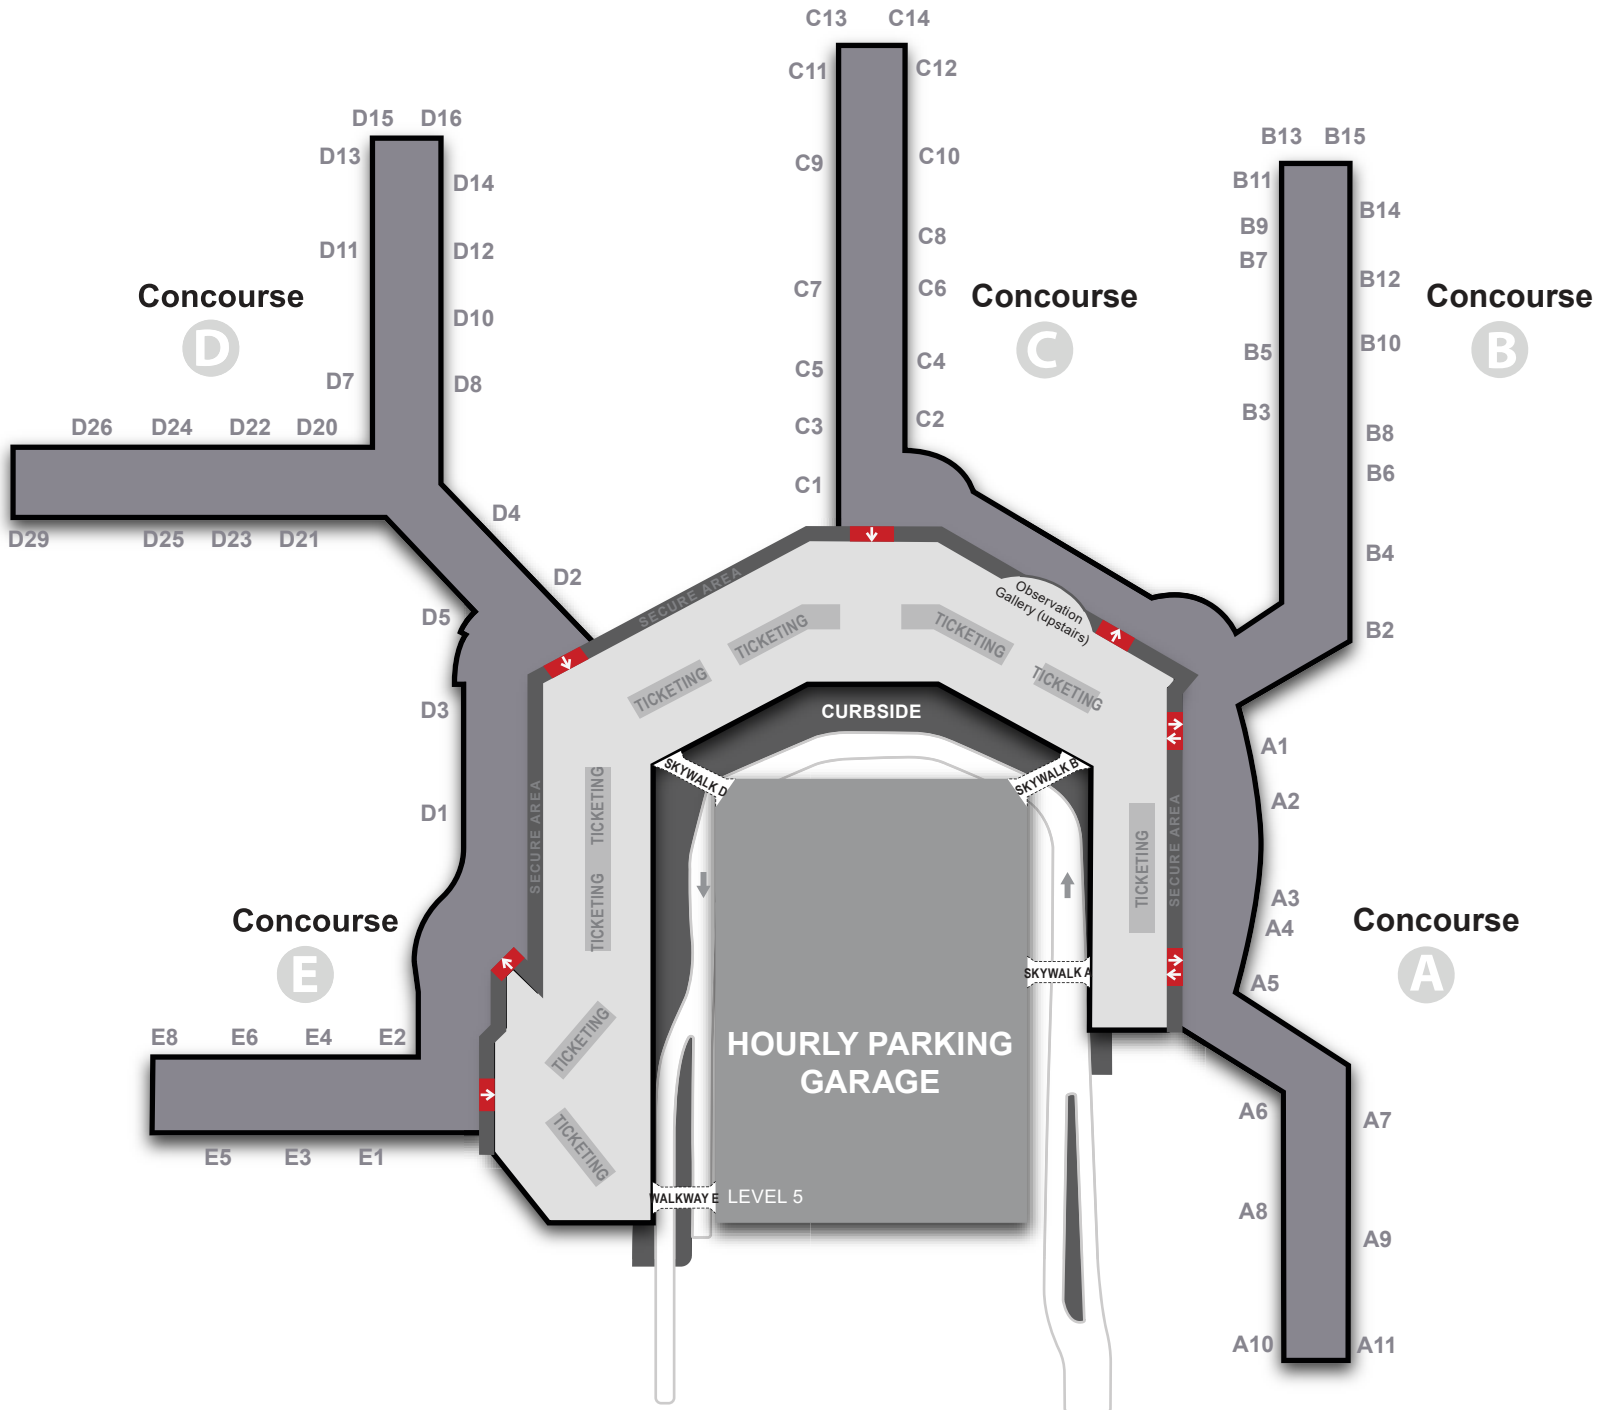 C13 C14
C11 C12
D15 D16
D13
D14
B13 B15
B11
B14
C9 C10
B9
B7
D11 D12
C8
C7 C6
B12
Concourse
D
Concourse
C
Concourse
B
D10
B5 B10
C5 C4
D7 D8
B3
C3 C2
B8
D26 D24 D22 D20
B6
C1
D4
D29 D25 D23 D21
B4
D2
D5
B2
SECURE AREA
Observation
Gallery (upstairs)
TICKETING
TICKETING
TICKETING
TICKETING
D3
CURBSIDE
A1
SKYWALK D
SKYWALK B
A2
D1
SECURE AREA
TICKETING
TICKETING
TICKETING
SECURE AREA
A3
A4
Concourse
E
Concourse
A
SKYWALK A
A5
E8 E6 E4 E2
TICKETING
HOURLY PARKING
GARAGE
A6 A7
TICKETING
E5 E3 E1
WALKWAY E
LEVEL 5
A8
A9
A10 A11